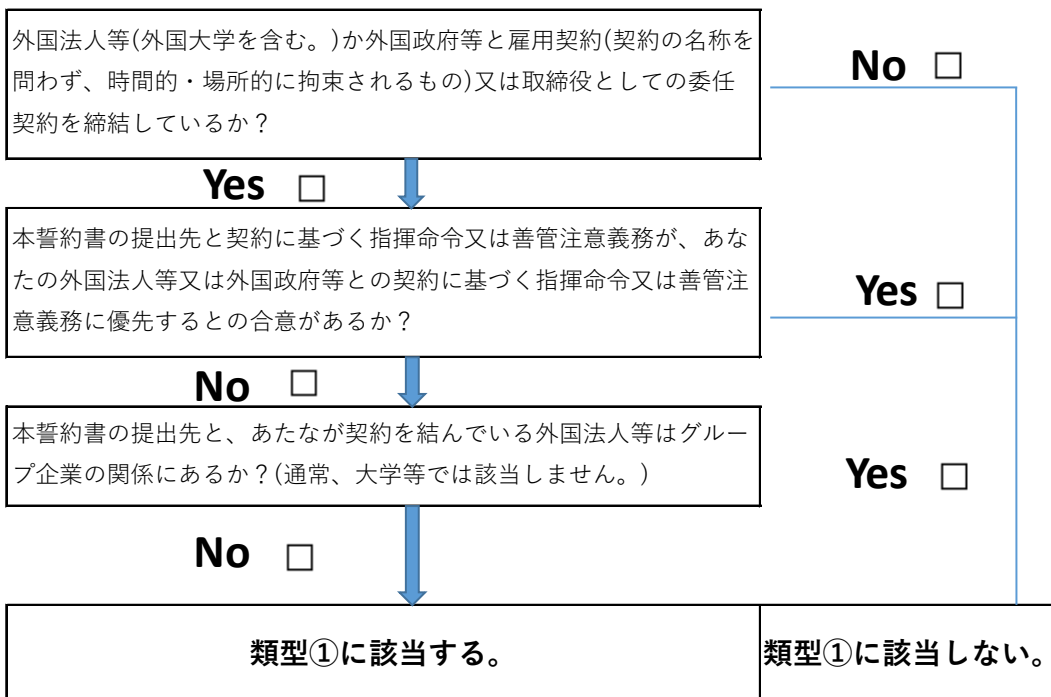 外国法人等(外国大学を含む。)か外国政府等と雇用契約(契約の名称を
問わず、時間的・場所的に拘束されるもの)又は取締役としての委任
契約を締結しているか？
No □
Yes □
本誓約書の提出先と契約に基づく指揮命令又は善管注意義務が、あな
たの外国法人等又は外国政府等との契約に基づく指揮命令又は善管注
意義務に優先するとの合意があるか？
Yes □
No □
本誓約書の提出先と、あたなが契約を結んでいる外国法人等はグルー
プ企業の関係にあるか？(通常、大学等では該当しません。)
Yes □
No □
類型①に該当する。
類型①に該当しない。